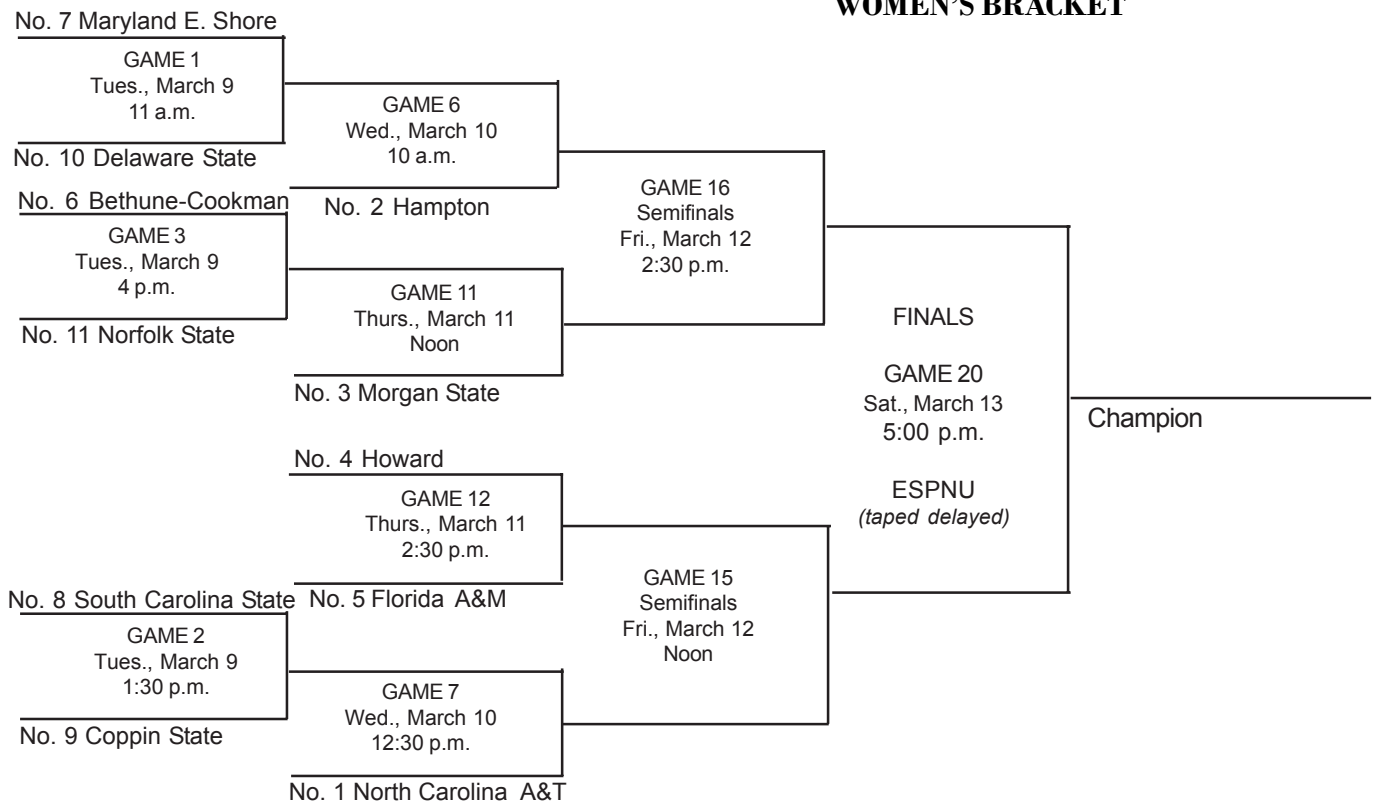 WOMEN'S BRACKET
No. 7 Maryland E. Shore
GAME 1
Tues., March 9
11 a.m.
No. 10 Delaware State
GAME 6
Wed., March 10
10 a.m.
No. 2 Hampton
No. 6 Bethune-Cookman
GAME 3
Tues., March 9
4 p.m.
No. 11 Norfolk State
GAME 11
Thurs., March 11
Noon
No. 3 Morgan State
GAME 16
Semifinals
Fri., March 12
2:30 p.m.
No. 4 Howard
GAME 12
Thurs., March 11
2:30 p.m.
No. 5 Florida A&M
No. 8 South Carolina State
GAME 2
Tues., March 9
1:30 p.m.
No. 9 Coppin State
GAME 7
Wed., March 10
12:30 p.m.
No. 1 North Carolina A&T
GAME 15
Semifinals
Fri., March 12
Noon
FINALS
GAME 20
Sat., March 13
5:00 p.m.
ESPNU
(taped delayed)
Champion